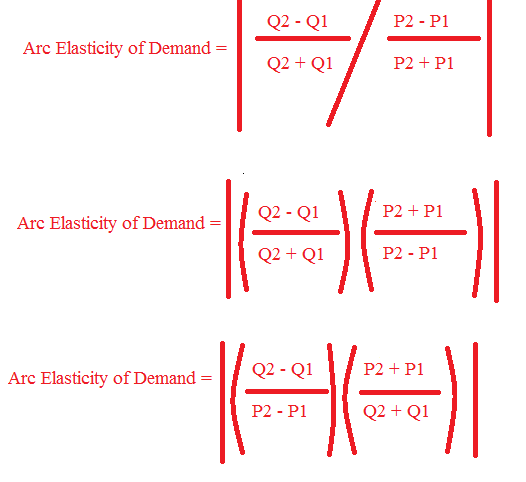 Q2 - Q1 P2 - P1
Arc Elasticity of Demand =
Q2 + Q1 P2 + P1
Q2 - Q1 P2 + P1
Arc Elasticity of Demand =
Q2 + Q1 P2 - P1
Q2 - Q1 P2 + P1
Arc Elasticity of Demand =
P2 - P1 Q2 + Q1